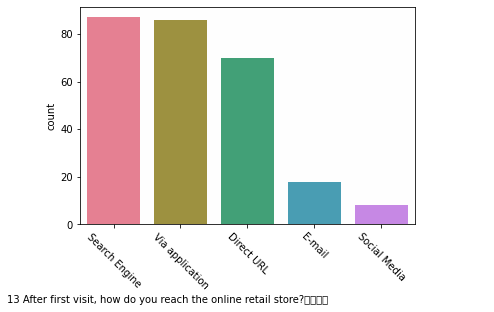 80
60
40
20
0
count
Search Engine
Via application
Direct URL
E-mail
Social Media
13 After first visit, how do you reach the online retail store?